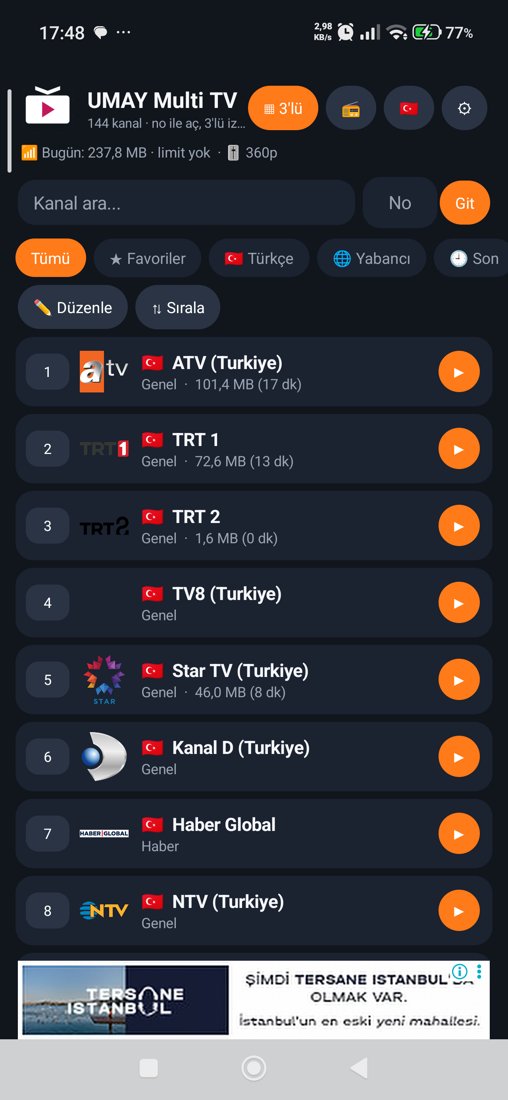 17:48
2,98 KB/s
77%
UMAY Multi TV
144 kanal · no ile aç, 3'lü iz...
3'lü
Bugün: 237,8 MB · limit yok · 360p
Kanal ara...
No
Git
Tümü
★ Favoriler
Türkçe
Yabancı
Son
Düzenle
↑↓ Sırala
1
atv
ATV (Turkiye)
Genel · 101,4 MB (17 dk)
2
TRT 1
TRT 1
Genel · 72,6 MB (13 dk)
3
TRT 2
TRT 2
Genel · 1,6 MB (0 dk)
4
TV8 (Turkiye)
Genel
5
STAR
Star TV (Turkiye)
Genel · 46,0 MB (8 dk)
6
Kanal D (Turkiye)
Genel
7
HABER GLOBAL
Haber Global
Haber
8
NTV
NTV (Turkiye)
Genel
TERSANE
İSTANBUL
ŞİMDİ TERSANE ISTANBUL'DA
OLMAK VAR.
İstanbul'un en eski yeni mahallesi.